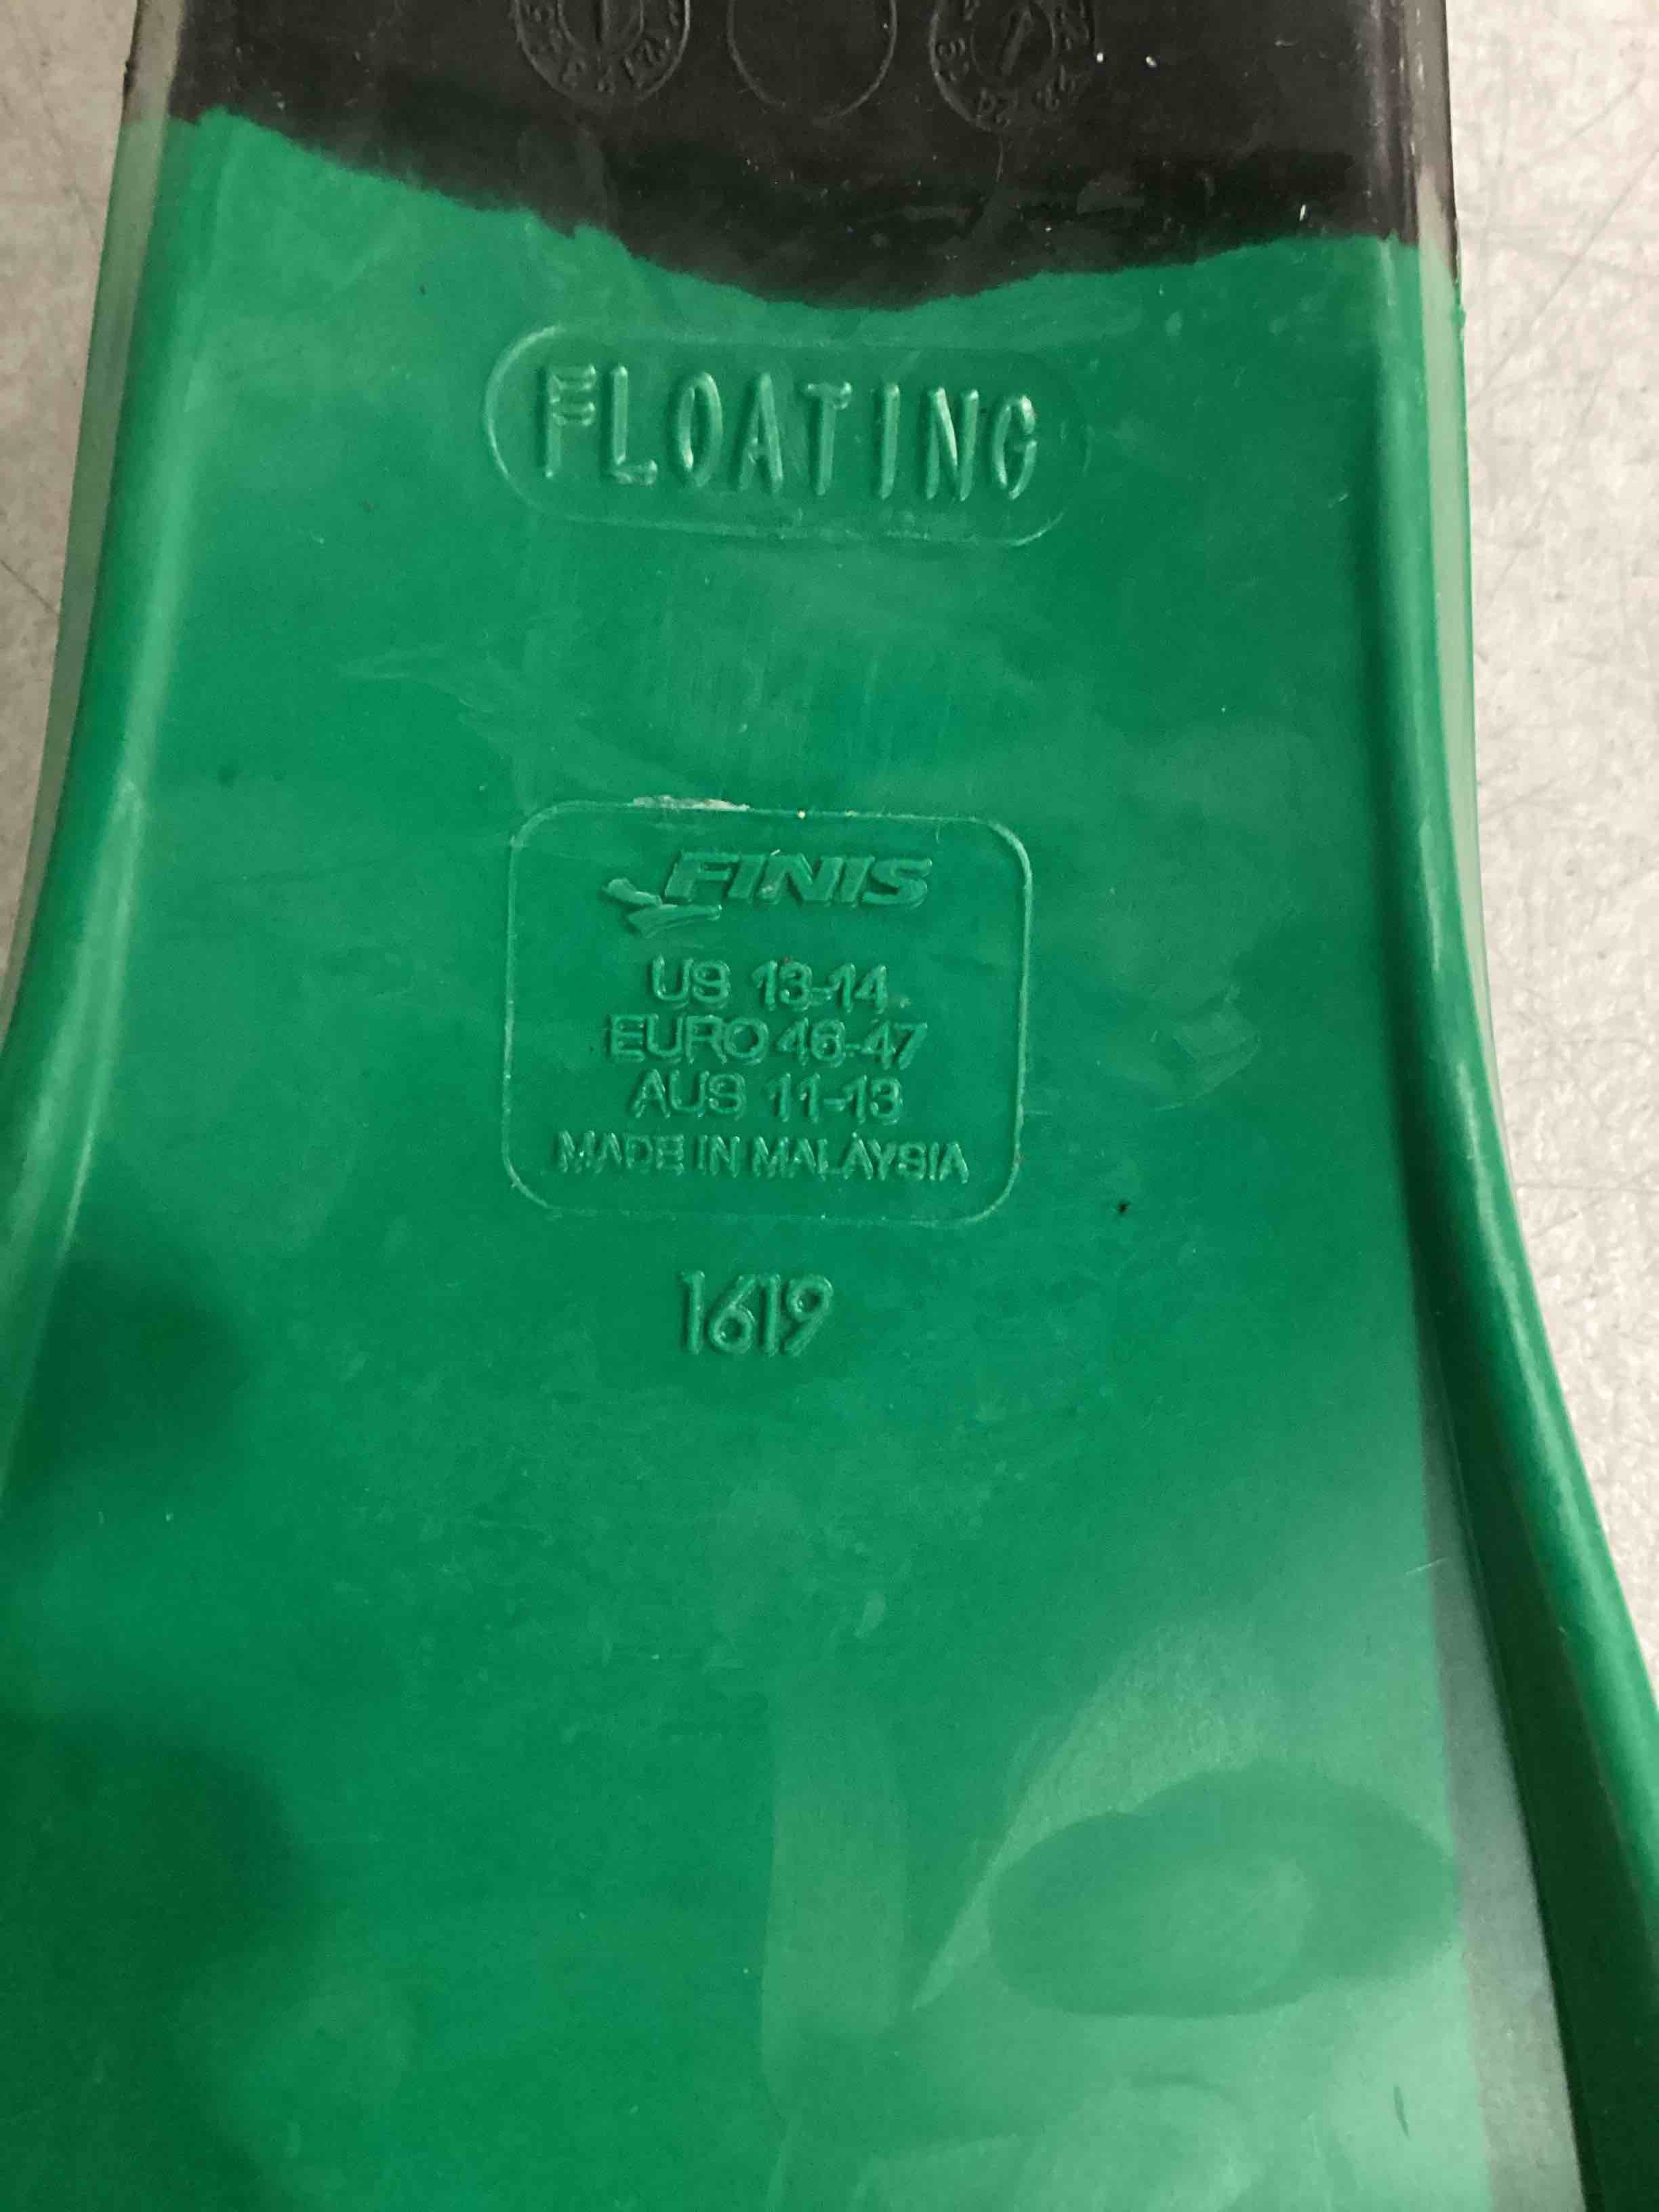 FLOATING
FINIS
US 13-14
EURO 46-47
AUS 11-13
MADE IN MALAYSIA
1619